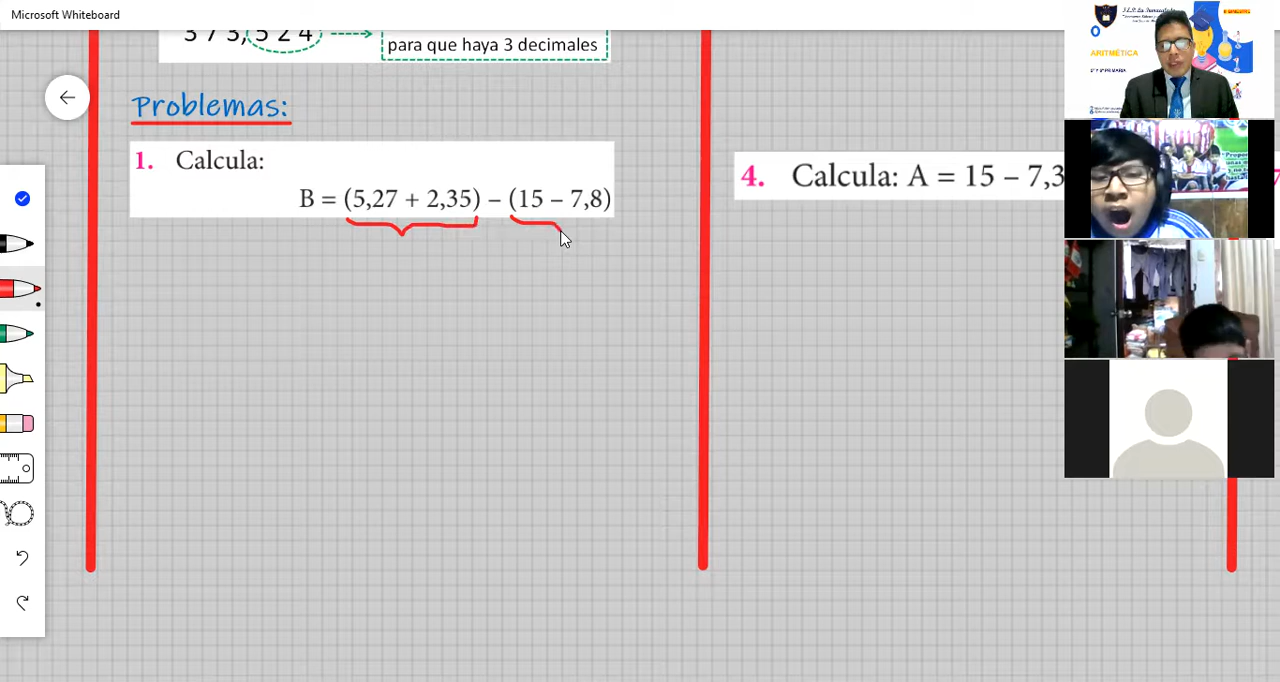 Microsoft Whiteboard
3 7 3, 5 2 4
para que haya 3 decimales
Problemas:
1. Calcula:
B = (5,27 + 2,35) – (15 – 7,8)
4. Calcula: A = 15 – 7,3
ARITMÉTICA